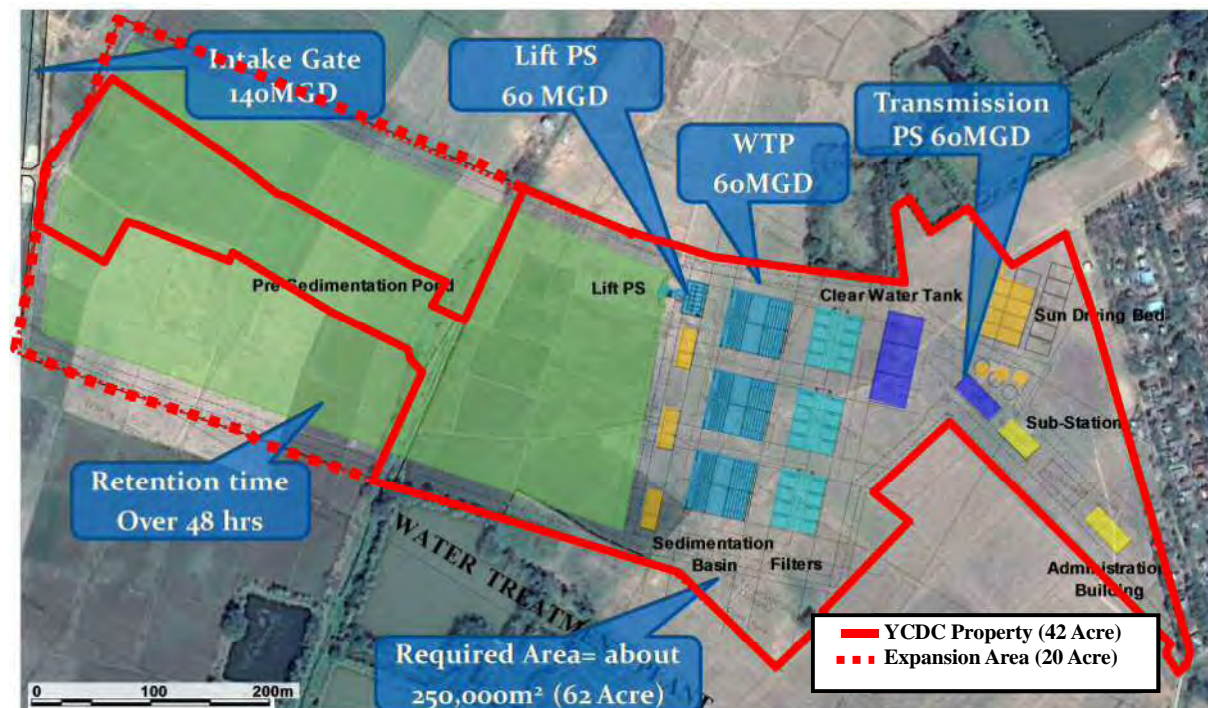 Intake Gate
140MGD
Lift PS
60 MGD
WTP
60MGD
Transmission
PS 60MGD
Pre-Sedimentation Pond
Lift PS
Clear Water Tank
Sun Drying Bed
Sub-Station
Retention time
Over 48 hrs
WATER TREATM
Sedimentation
Basin
Filters
Administration
Building
Required Area= about
250,000m² (62 Acre)
YCDC Property (42 Acre)
Expansion Area (20 Acre)
0 100 200m